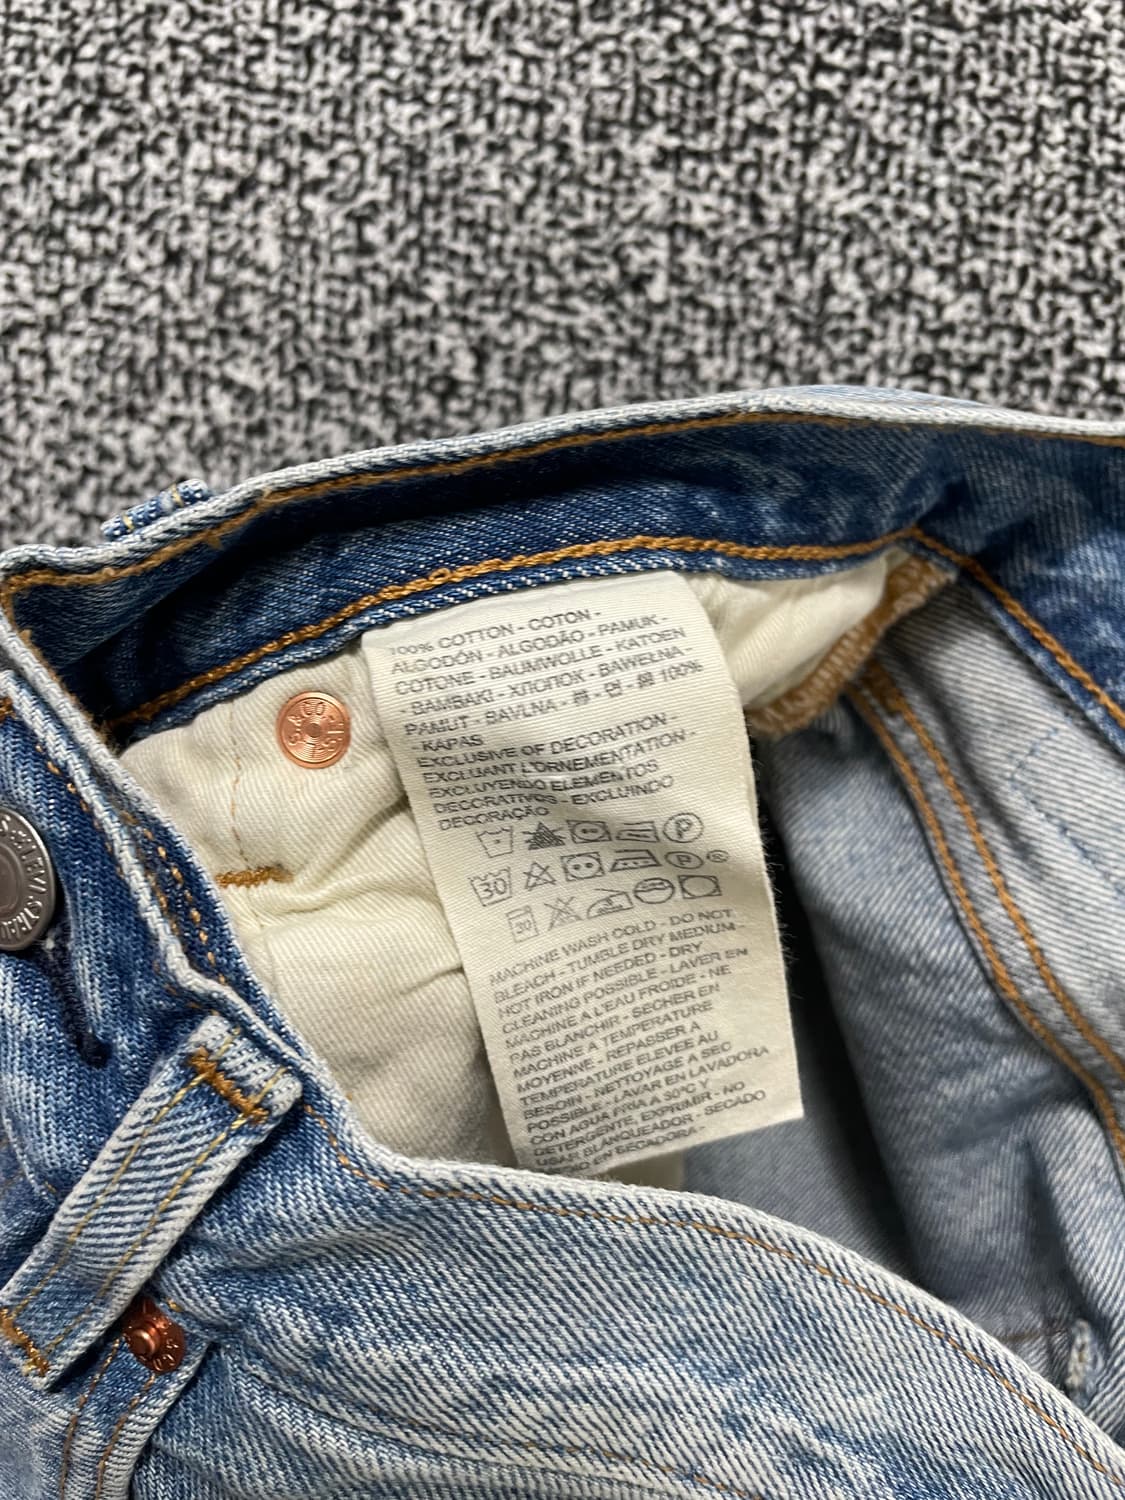 100% COTTON - COTON -
ALGODÓN - ALGODÃO - PAMUK -
COTONE - BAUMWOLLE - KATOEN
- BAMBAKI - ХЛОПОК - BAWEŁNA -
PAMUT - BAVLNA - 棉 - 면 - 綿 100%
- KAPAS
EXCLUSIVE OF DECORATION -
EXCLUANT L'ORNEMENTATION -
EXCLUYENDO ELEMENTOS
DECORATIVOS - EXCLUINDO
DECORAÇÃO
P
30 P ®
30
MACHINE WASH COLD - DO NOT
BLEACH - TUMBLE DRY MEDIUM -
HOT IRON IF NEEDED - DRY
CLEANING POSSIBLE - LAVER EN
MACHINE A L'EAU FROIDE - NE
PAS BLANCHIR - SECHER EN
MACHINE A TEMPERATURE
MOYENNE - REPASSER A
TEMPERATURE ELEVEE AU
BESOIN - NETTOYAGE A SEC
POSSIBLE - LAVAR EN LAVADORA
CON AGUA FRIA A 30°C Y
DETERGENTE, EXPRIMIR - NO
USAR BLANQUEADOR - SECADO
MEDIO EN SECADORA -